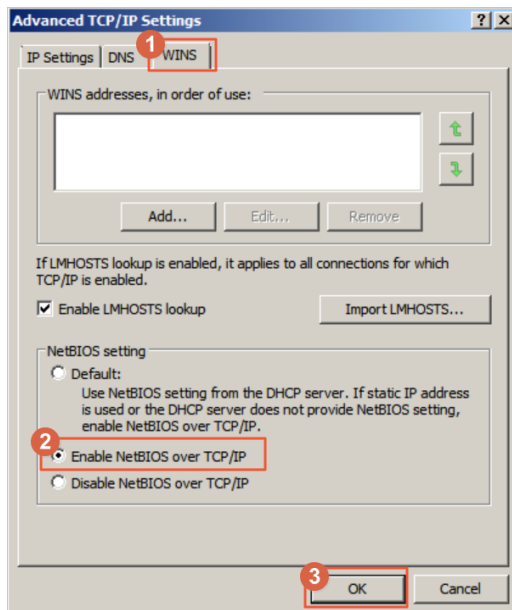 Advanced TCP/IP Settings
1
IP Settings DNS WINS
WINS addresses, in order of use:
Add... Edit... Remove
If LMHOSTS lookup is enabled, it applies to all connections for which
TCP/IP is enabled.
Enable LMHOSTS lookup Import LMHOSTS...
NetBIOS setting
Default:
Use NetBIOS setting from the DHCP server. If static IP address
is used or the DHCP server does not provide NetBIOS setting,
enable NetBIOS over TCP/IP.
2
Enable NetBIOS over TCP/IP
Disable NetBIOS over TCP/IP
3
OK Cancel